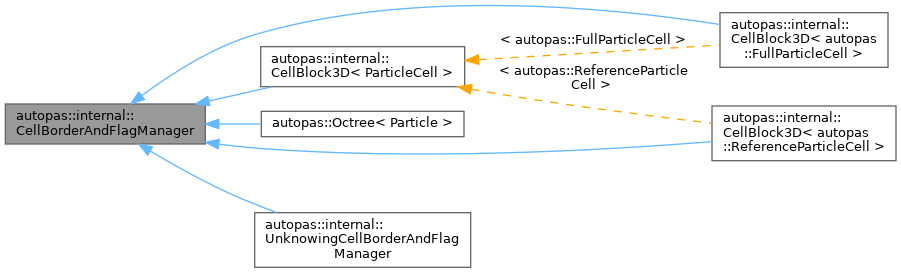 autopas::internal::
CellBorderAndFlagManager
autopas::internal::
CellBlock3D< ParticleCell >
autopas::Octree< Particle >
autopas::internal::
UnknowingCellBorderAndFlag
Manager
< autopas::FullParticleCell >
< autopas::ReferenceParticle
Cell >
autopas::internal::
CellBlock3D< autopas
::FullParticleCell >
autopas::internal::
CellBlock3D< autopas
::ReferenceParticleCell >